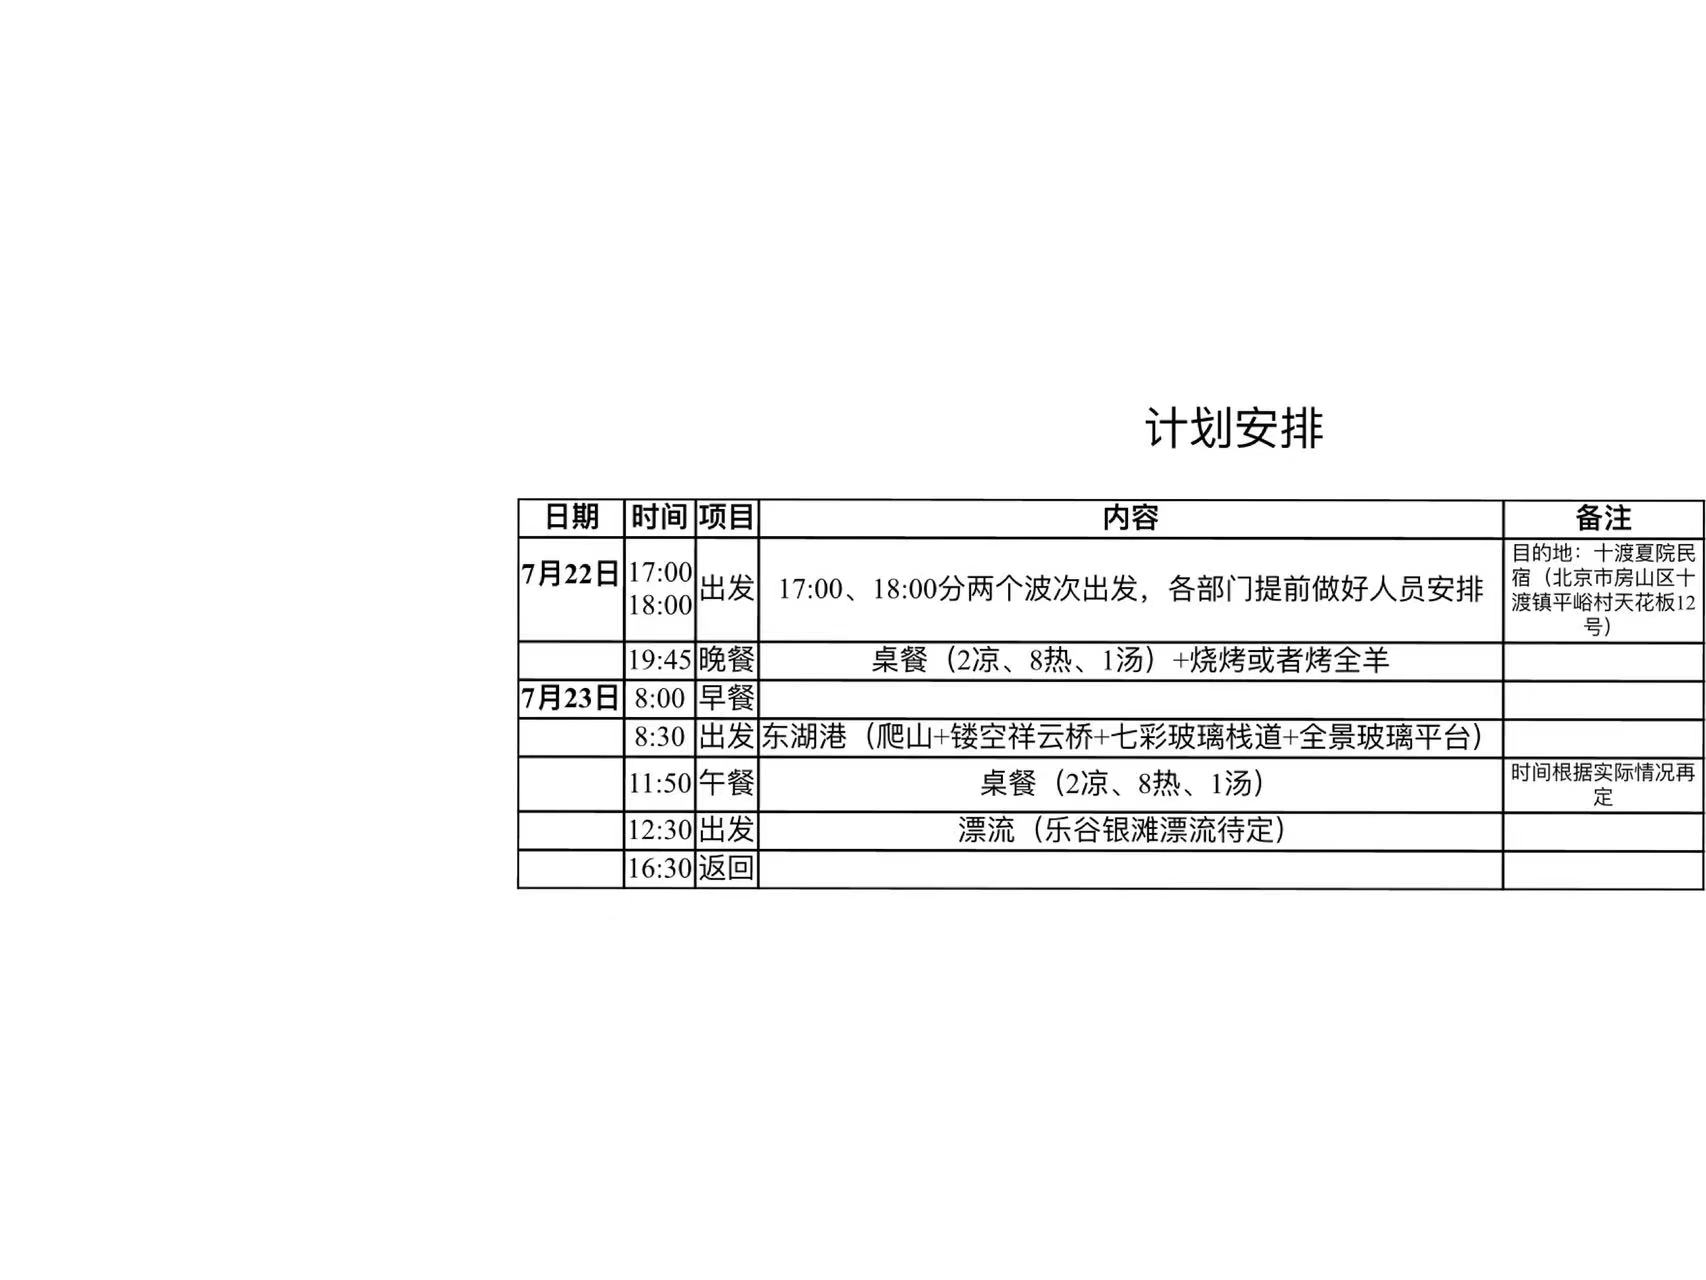 计划安排
日期 时间 项目 内容 备注
7月22日 17:00 18:00 出发 17:00、18:00分两个波次出发，各部门提前做好人员安排 目的地：十渡夏院民
宿（北京市房山区十
渡镇平峪村天花板12
号）
19:45 晚餐 桌餐（2凉、8热、1汤）+烧烤或者烤全羊
7月23日 8:00 早餐
8:30 出发 东湖港（爬山+镂空祥云桥+七彩玻璃栈道+全景玻璃平台）
11:50 午餐 桌餐（2凉、8热、1汤） 时间根据实际情况再
定
12:30 出发 漂流（乐谷银滩漂流待定）
16:30 返回